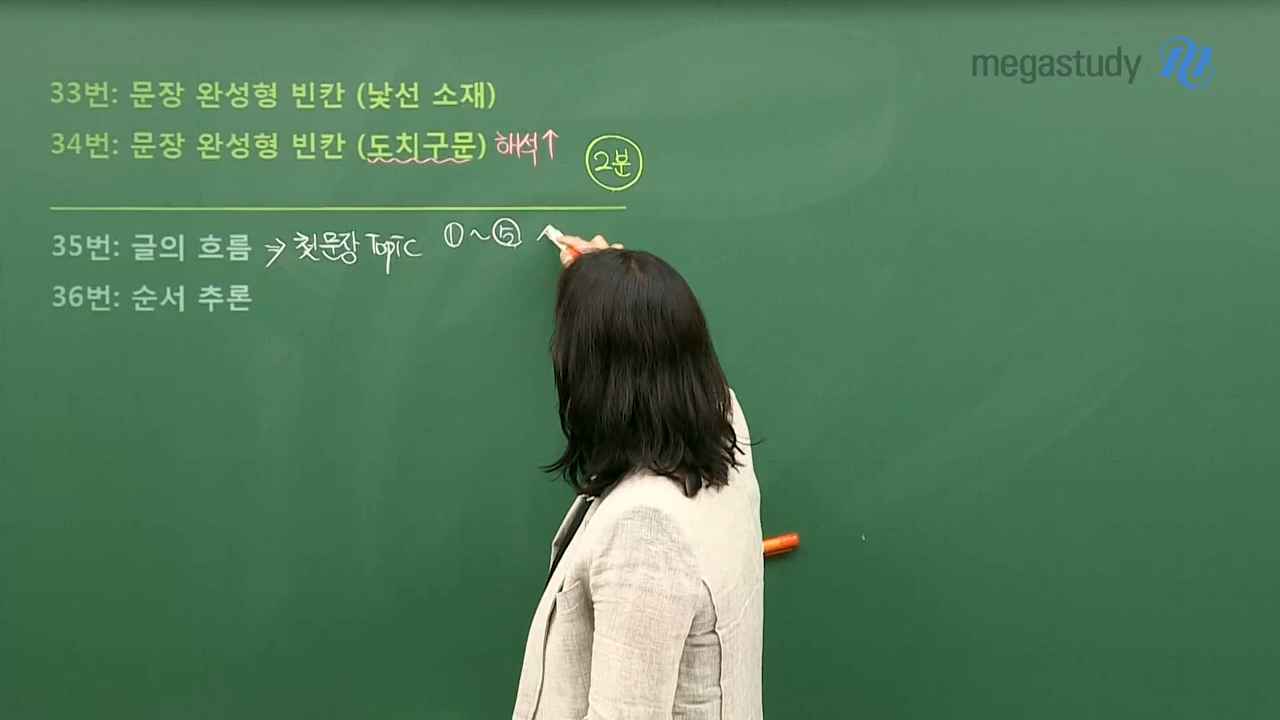 megastudy
33번: 문장 완성형 빈칸 (낯선 소재)
34번: 문장 완성형 빈칸 (도치구문) 해석↑
2분
35번: 글의 흐름 ⇒ 첫문장 Topic ①~⑤
36번: 순서 추론